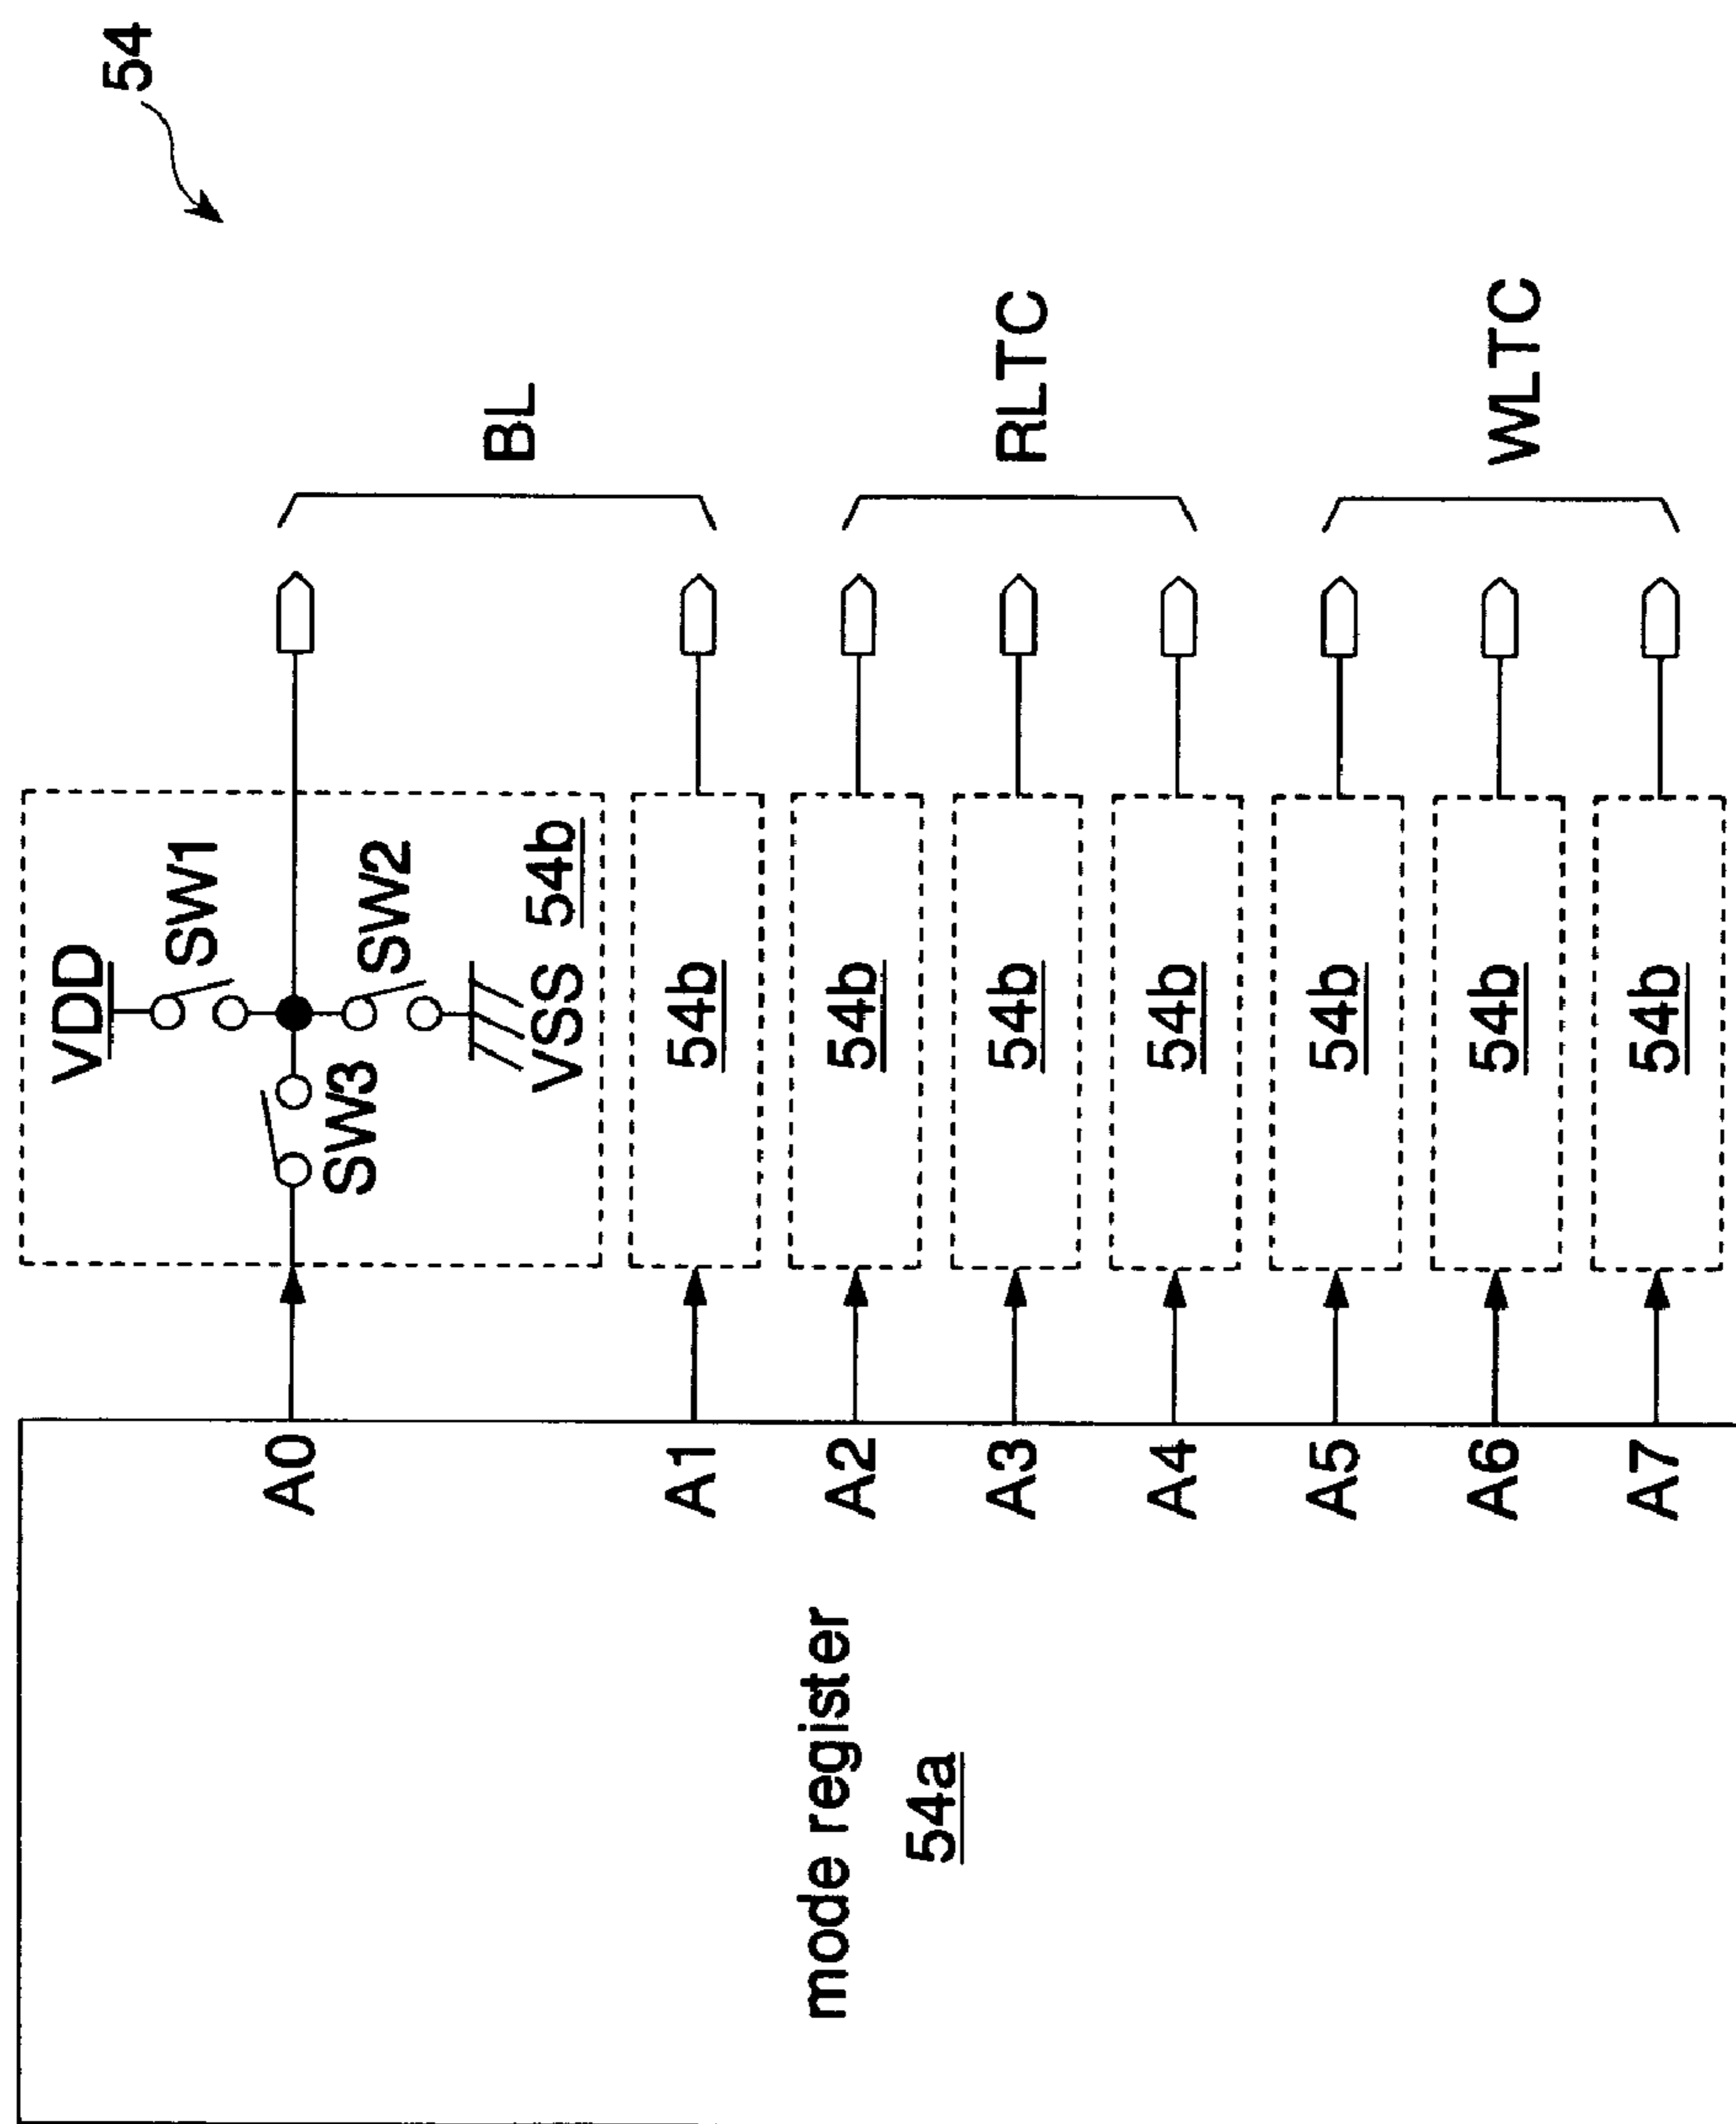 54
VDD
SW1
SW3
SW2
VSS
54b
A0
BL
A1
54b
A2
54b
A3
54b
RLTC
A4
54b
A5
54b
A6
54b
WLTC
A7
54b
mode register
54a